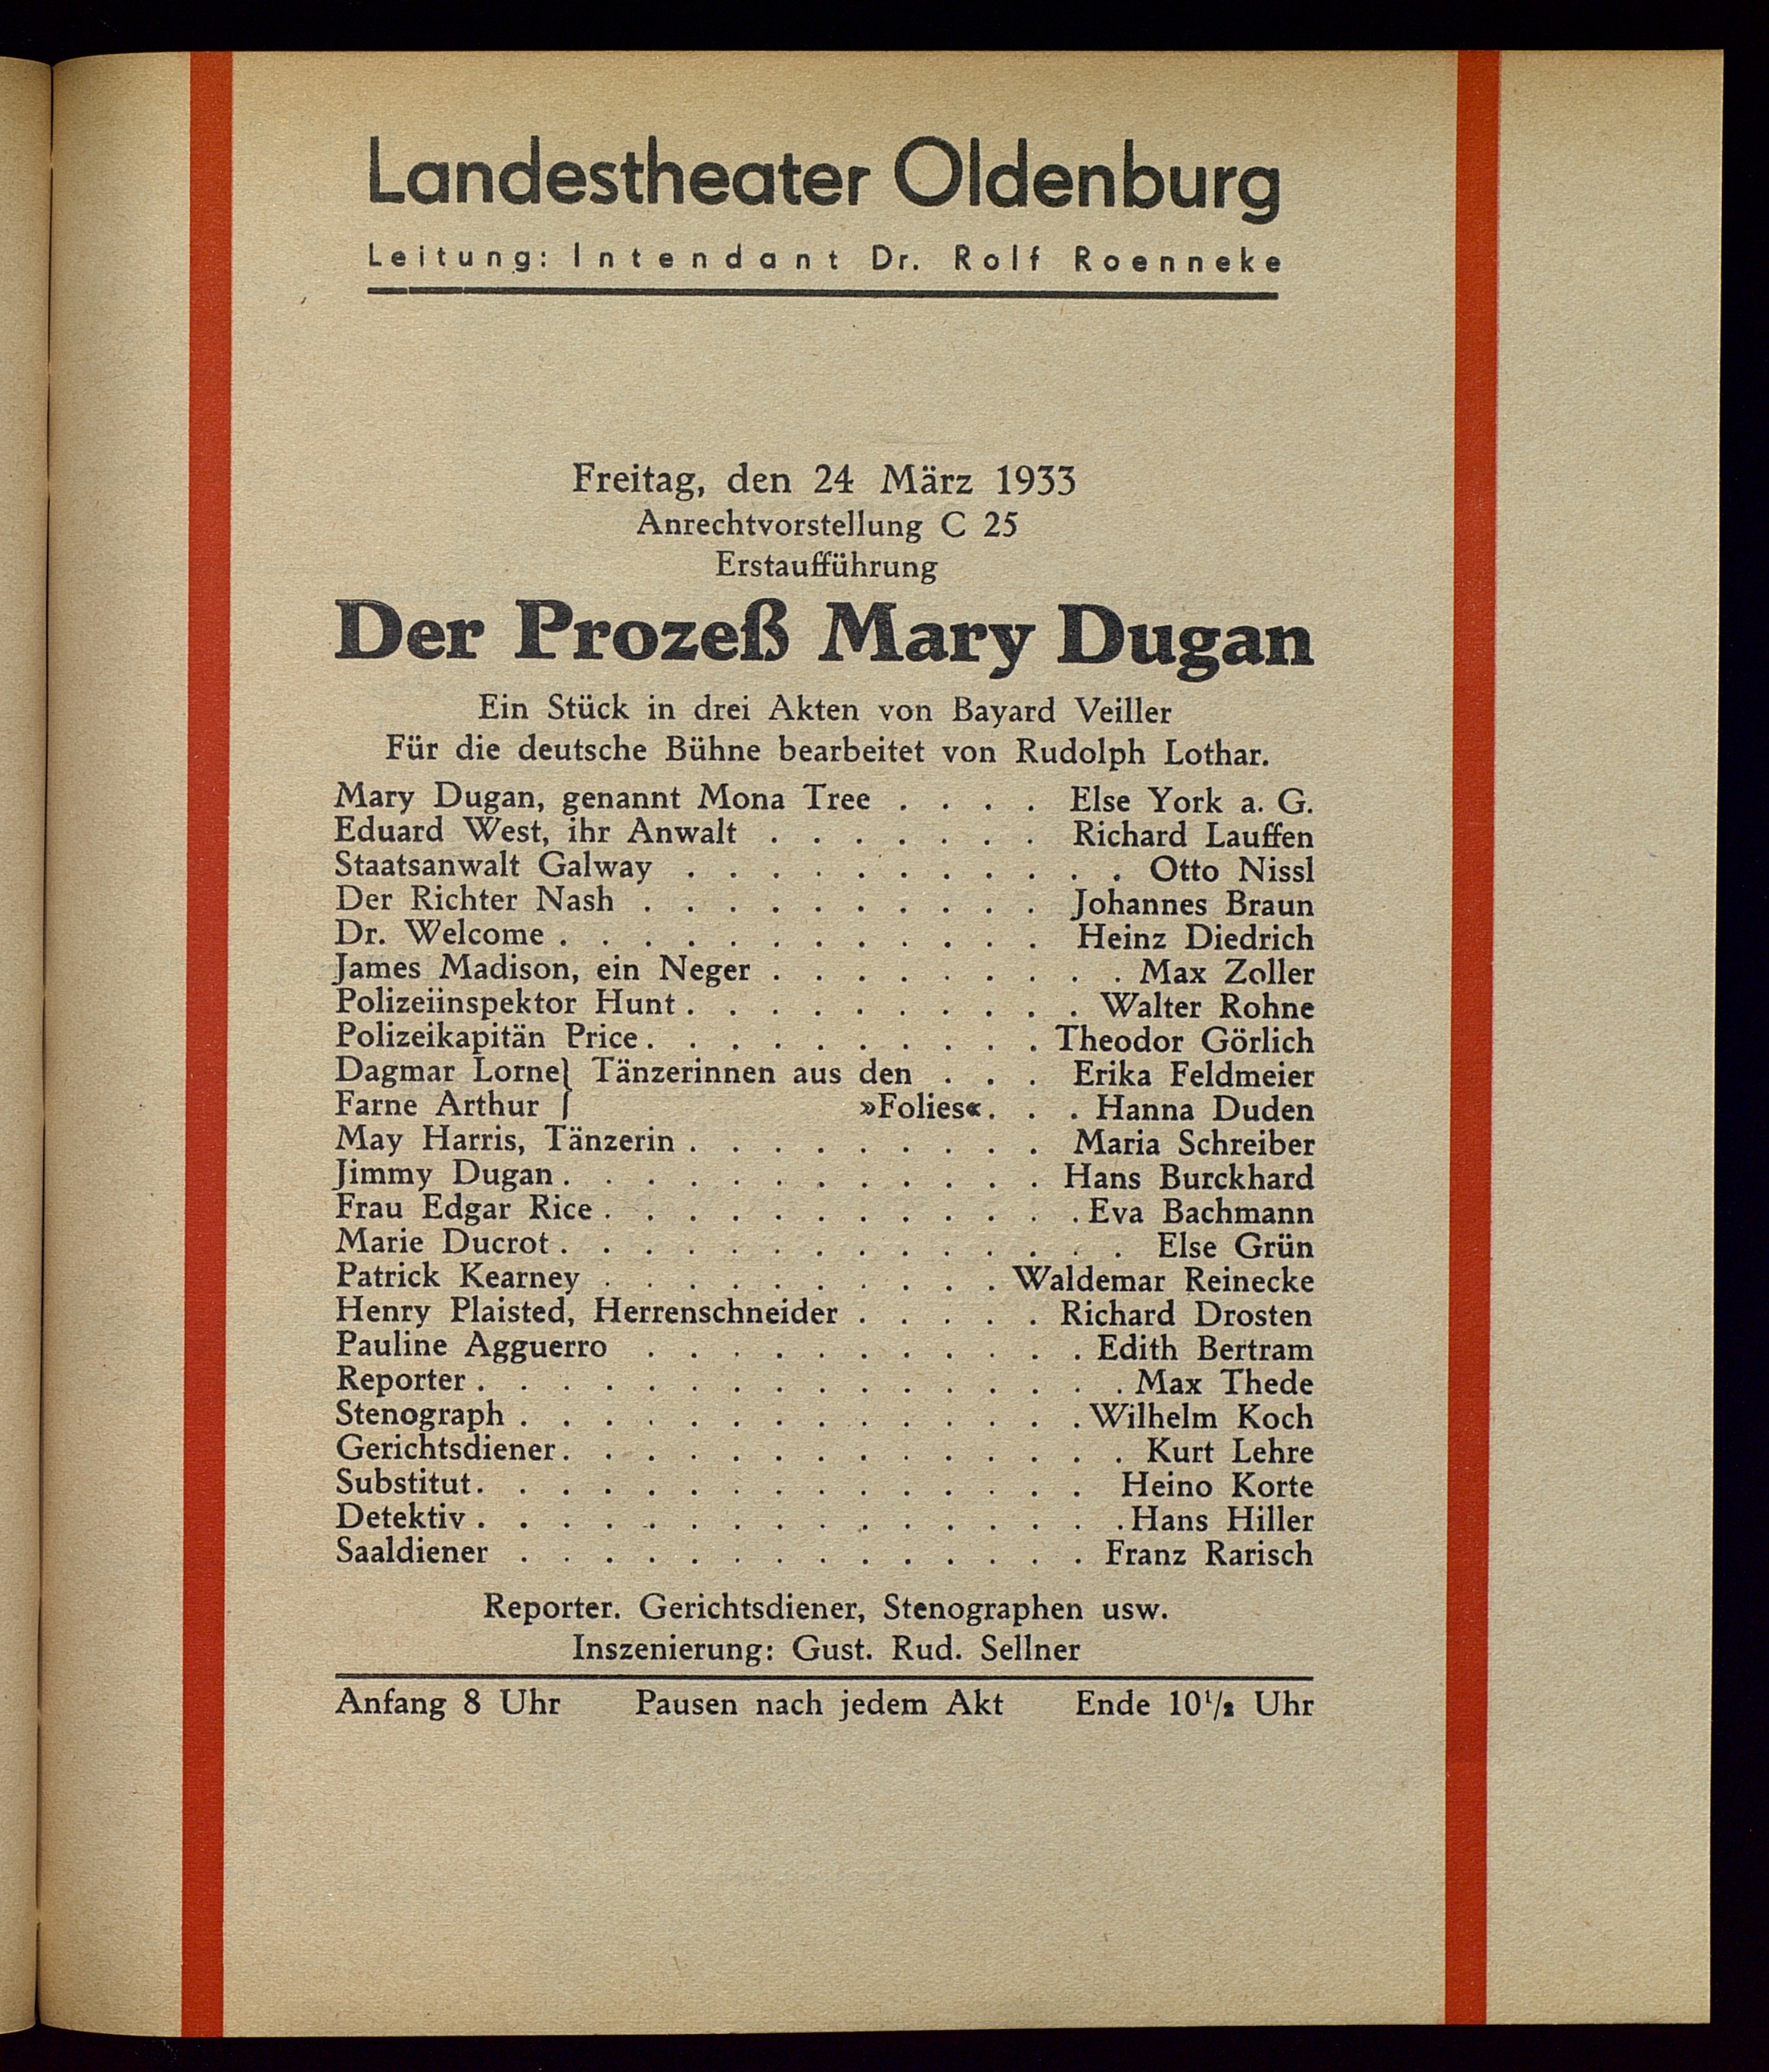 Landestheater Oldenburg
Leitung: Intendant Dr. Rolf Roenneke
Freitag, den 24 März 1933
Anrechtvorstellung C 25
Erstaufführung
Der Prozeß Mary Dugan
Ein Stück in drei Akten von Bayard Veiller
Für die deutsche Bühne bearbeitet von Rudolph Lothar.
Mary Dugan, genannt Mona Tree . . . . Else York a. G.
Eduard West, ihr Anwalt . . . . . . . Richard Lauffen
Staatsanwalt Galway . . . . . . . . . . . Otto Nissl
Der Richter Nash . . . . . . . . . . Johannes Braun
Dr. Welcome . . . . . . . . . . . . Heinz Diedrich
James Madison, ein Neger . . . . . . . . . Max Zoller
Polizeiinspektor Hunt . . . . . . . . . . Walter Rohne
Polizeikapitän Price . . . . . . . . . . Theodor Görlich
Dagmar Lorne} Tänzerinnen aus den . . . Erika Feldmeier
Farne Arthur } »Folies« . . . Hanna Duden
May Harris, Tänzerin . . . . . . . . . Maria Schreiber
Jimmy Dugan . . . . . . . . . . . . Hans Burckhard
Frau Edgar Rice . . . . . . . . . . . . Eva Bachmann
Marie Ducrot . . . . . . . . . . . . . . Else Grün
Patrick Kearney . . . . . . . . . . Waldemar Reinecke
Henry Plaisted, Herrenschneider . . . . . Richard Drosten
Pauline Agguerro . . . . . . . . . . . Edith Bertram
Reporter . . . . . . . . . . . . . . . . Max Thede
Stenograph . . . . . . . . . . . . . . Wilhelm Koch
Gerichtsdiener . . . . . . . . . . . . . . Kurt Lehre
Substitut . . . . . . . . . . . . . . . Heino Korte
Detektiv . . . . . . . . . . . . . . . . Hans Hiller
Saaldiener . . . . . . . . . . . . . . Franz Rarisch
Reporter. Gerichtsdiener, Stenographen usw.
Inszenierung: Gust. Rud. Sellner
Anfang 8 Uhr Pausen nach jedem Akt Ende 10½ Uhr